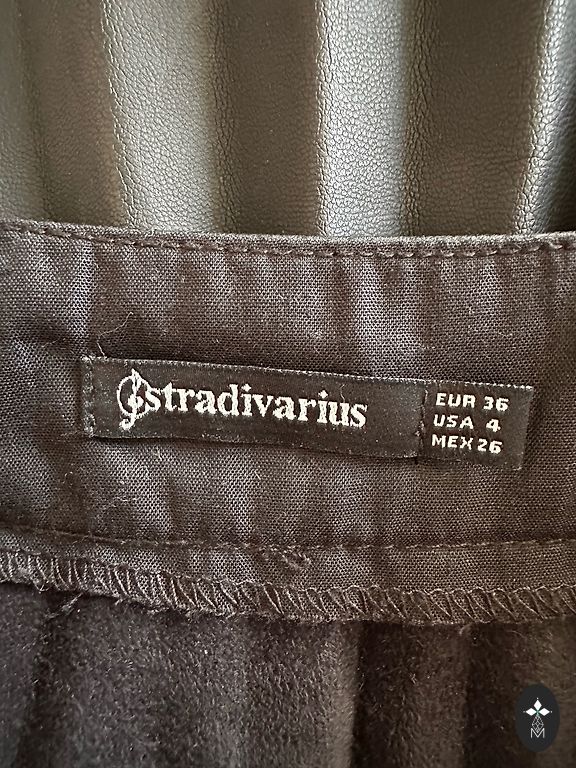 stradivarius
EUR 36
USA 4
MEX 26
M